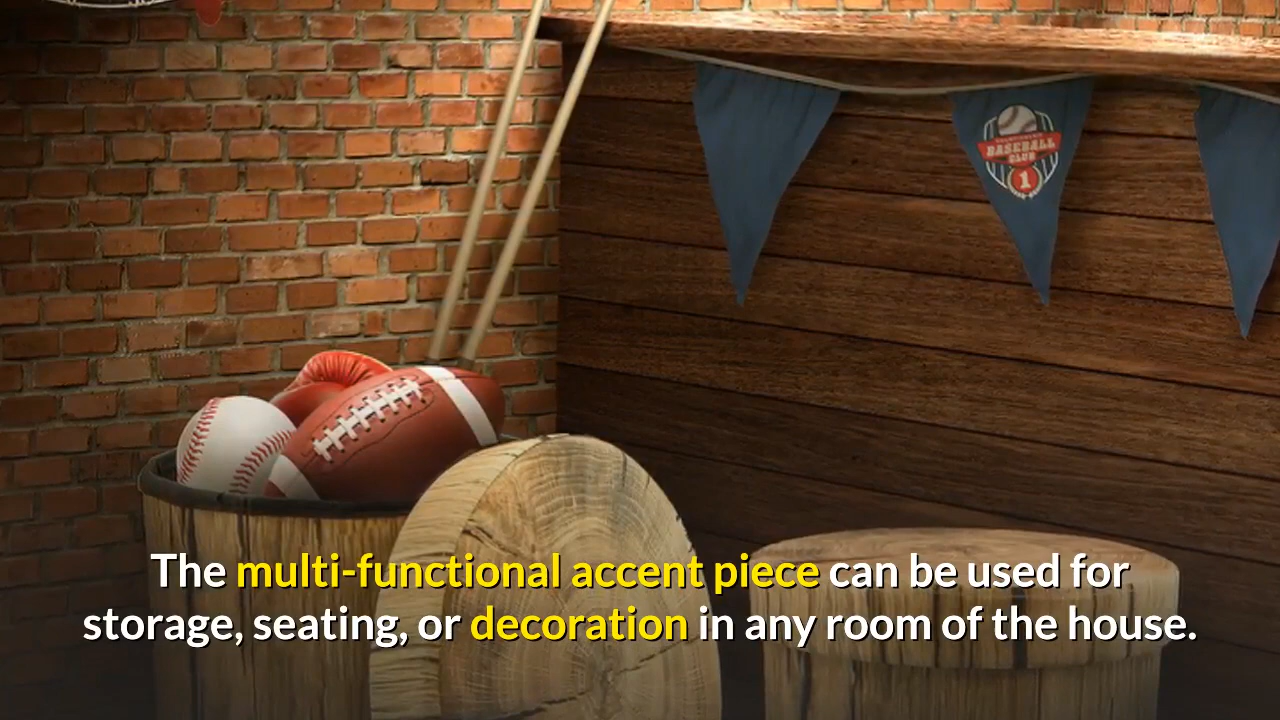 BASEBALL
CLUB
1
The multi-functional accent piece can be used for
storage, seating, or decoration in any room of the house.